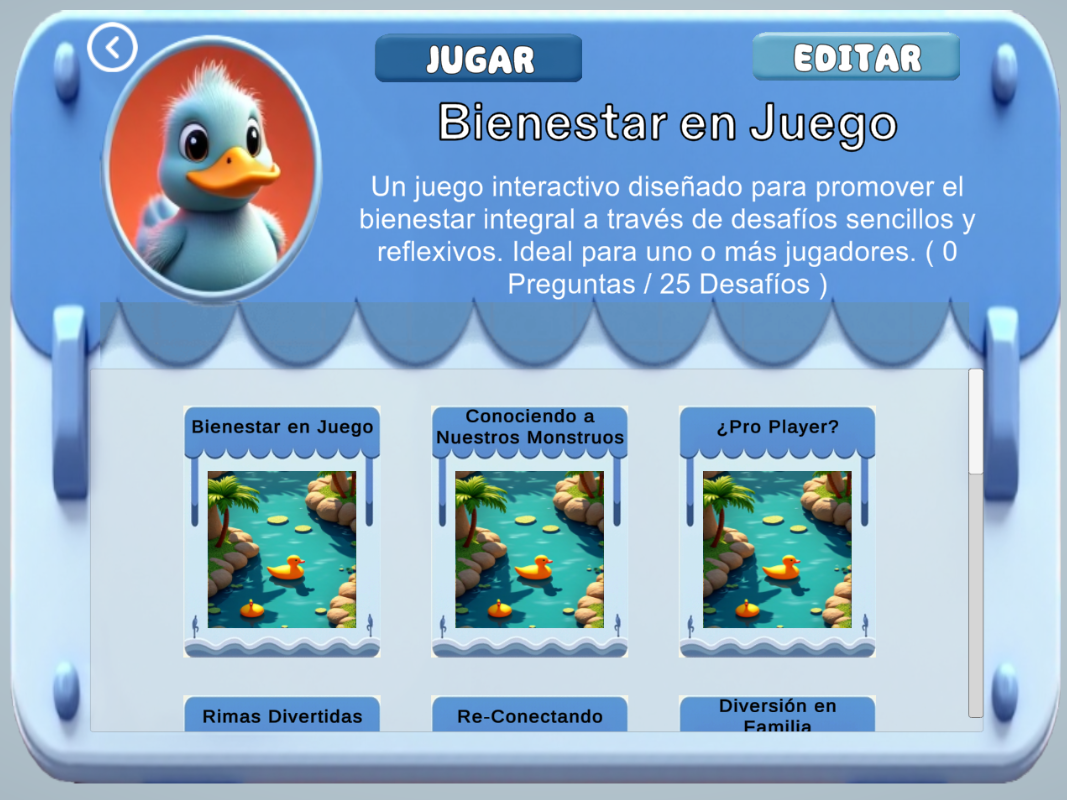 JUGAR
EDITAR
Bienestar en Juego
Un juego interactivo diseñado para promover el
bienestar integral a través de desafíos sencillos y
reflexivos. Ideal para uno o más jugadores. ( 0
Preguntas / 25 Desafíos )
Bienestar en Juego
Conociendo a
Nuestros Monstruos
¿Pro Player?
Rimas Divertidas
Re-Conectando
Diversión en
Familia